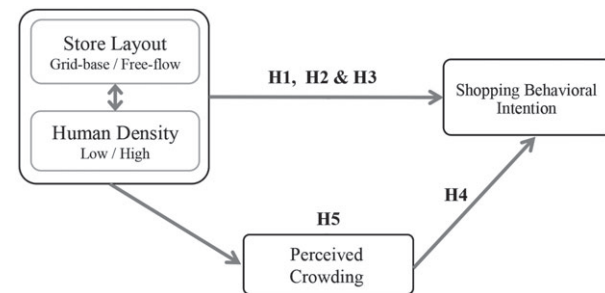 Store Layout
Grid-base / Free-flow
Human Density
Low / High
H1, H2 & H3
Shopping Behavioral
Intention
H4
H5
Perceived
Crowding